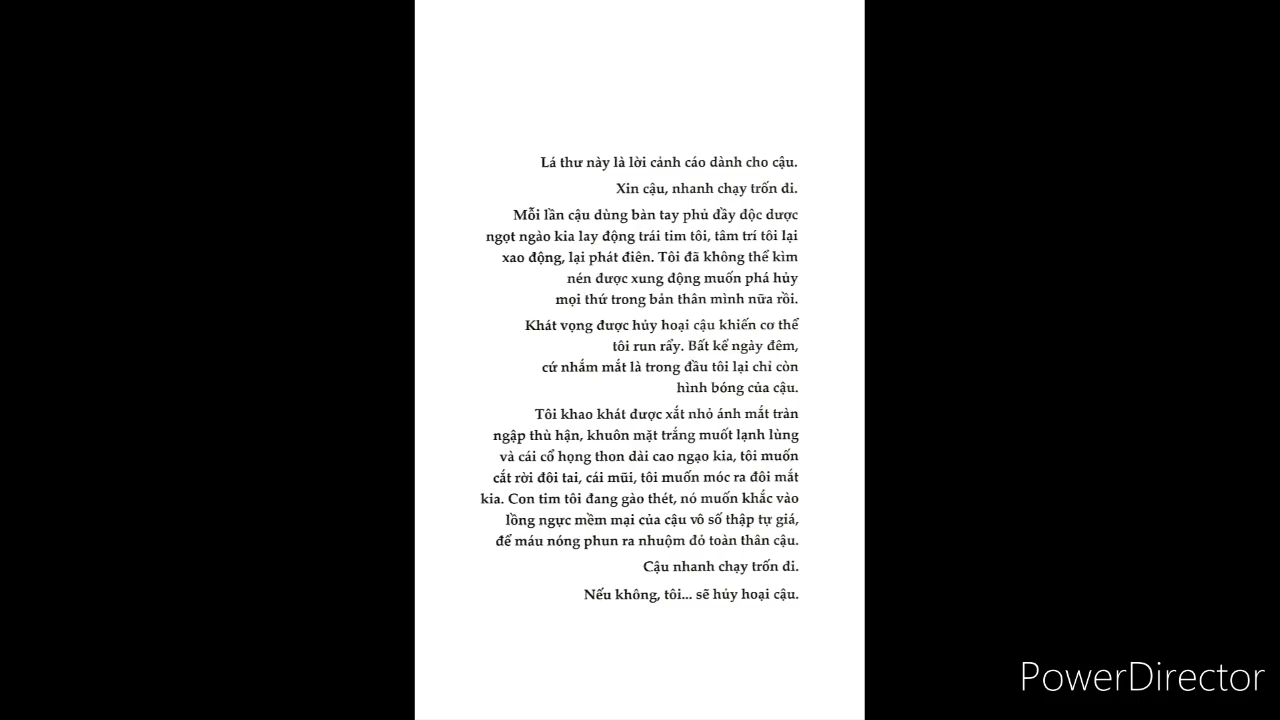 Lá thư này là lời cảnh cáo dành cho cậu.
Xin cậu, nhanh chạy trốn đi.
Mỗi lần cậu dùng bàn tay phủ đầy độc dược
ngọt ngào kia lay động trái tim tôi, tâm trí tôi lại
xao động, lại phát điên. Tôi đã không thể kìm
nén được xung động muốn phá hủy
mọi thứ trong bản thân mình nữa rồi.
Khát vọng được hủy hoại cậu khiến cơ thể
tôi run rẩy. Bất kể ngày đêm,
cứ nhắm mắt là trong đầu tôi lại chỉ còn
hình bóng của cậu.
Tôi khao khát được xắt nhỏ ánh mắt tràn
ngập thù hận, khuôn mặt trắng muốt lạnh lùng
và cái cổ họng thon dài cao ngạo kia, tôi muốn
cắt rời đôi tai, cái mũi, tôi muốn móc ra đôi mắt
kia. Con tim tôi đang gào thét, nó muốn khắc vào
lồng ngực mềm mại của cậu vô số thập tự giá,
để máu nóng phun ra nhuộm đỏ toàn thân cậu.
Cậu nhanh chạy trốn đi.
Nếu không, tôi... sẽ hủy hoại cậu.
PowerDirector